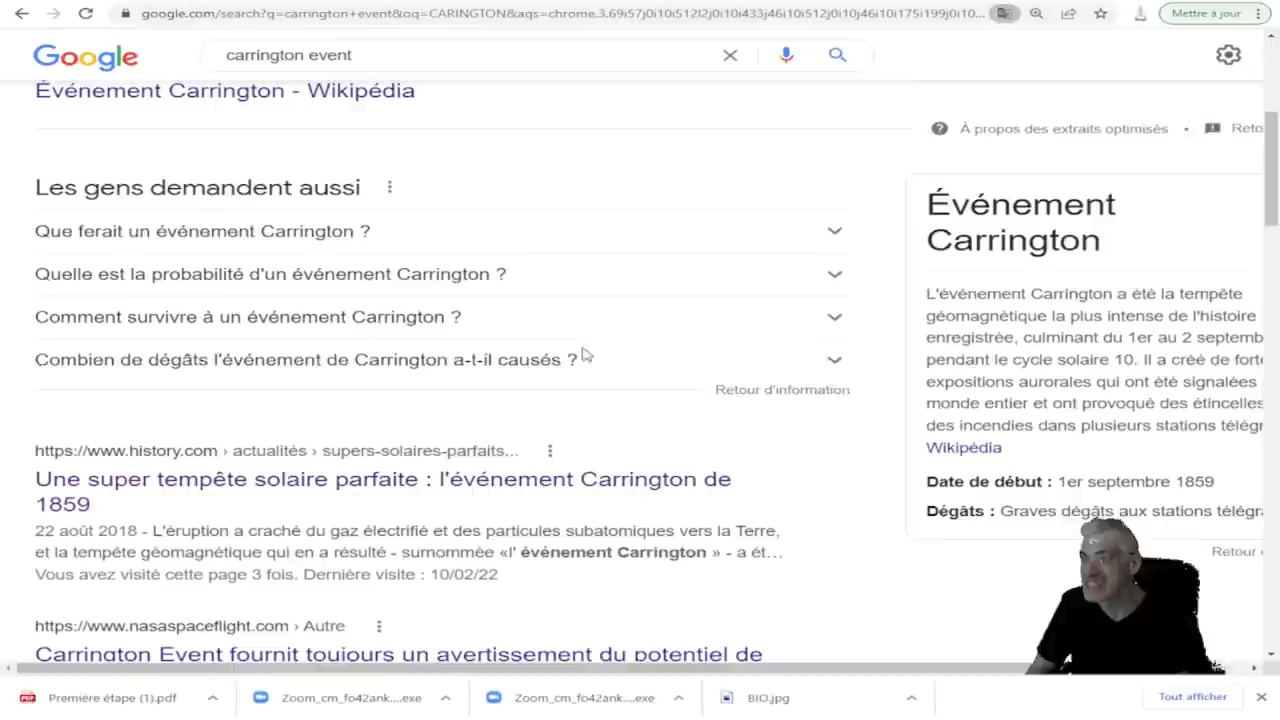 google.com/search?q=carrington+event&oq=CARINGTON&aqs=chrome.3.69i57j0i10i512l2j0i10i433j46i10i512j0i10j46i10i175i199j0i10...
Mettre à jour
Google
carrington event
Événement Carrington - Wikipédia
À propos des extraits optimisés
Reto
Les gens demandent aussi
Que ferait un événement Carrington ?
Quelle est la probabilité d'un événement Carrington ?
Comment survivre à un événement Carrington ?
Combien de dégâts l'événement de Carrington a-t-il causés ?
Retour d'information
https://www.history.com › actualités › supers-solaires-parfaits...
Une super tempête solaire parfaite : l'événement Carrington de
1859
22 août 2018 - L'éruption a craché du gaz électrifié et des particules subatomiques vers la Terre,
et la tempête géomagnétique qui en a résulté - surnommée «l' événement Carrington » - a ét...
Vous avez visité cette page 3 fois. Dernière visite : 10/02/22
https://www.nasaspaceflight.com › Autre
Carrington Event fournit toujours un avertissement du potentiel de
Événement
Carrington
L'événement Carrington a été la tempête
géomagnétique la plus intense de l'histoire
enregistrée, culminant du 1er au 2 septemb
pendant le cycle solaire 10. Il a créé de forte
expositions aurorales qui ont été signalées
monde entier et ont provoqué des étincelles
des incendies dans plusieurs stations télégr
Wikipédia
Date de début : 1er septembre 1859
Dégâts : Graves dégâts aux stations télégra
Retour
Première étape (1).pdf
Zoom_cm_fo42ank....exe
Zoom_cm_fo42ank....exe
BIO.jpg
Tout afficher